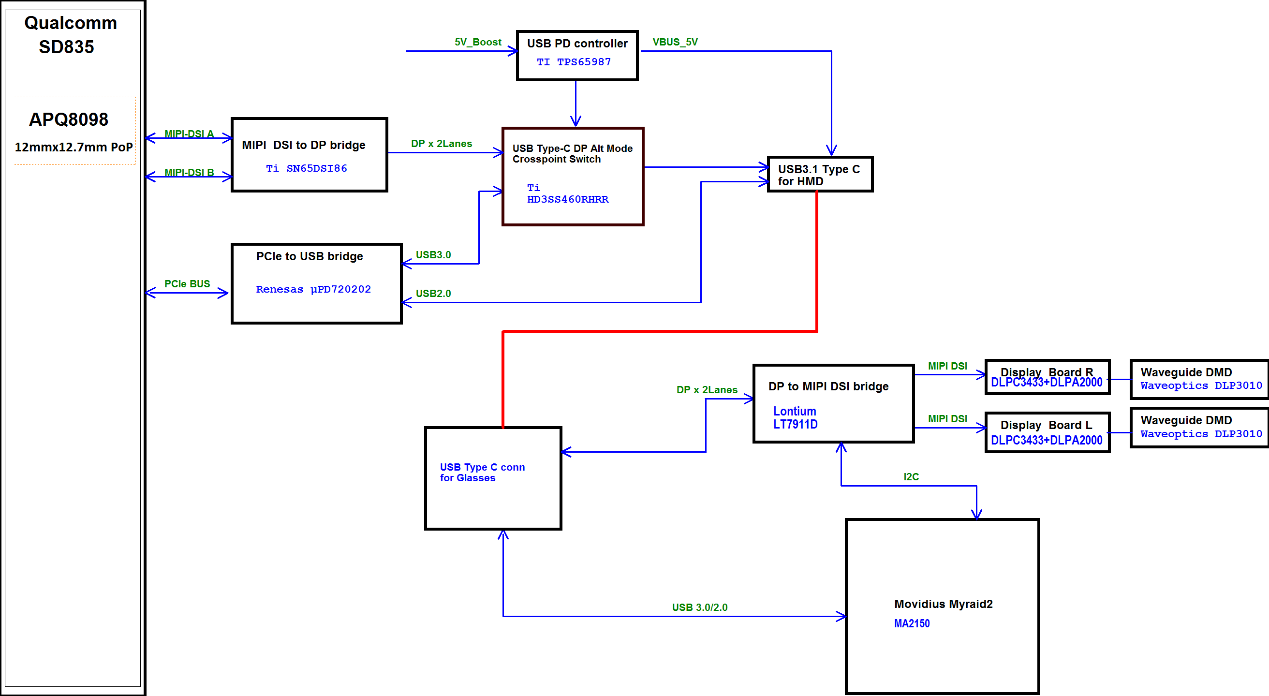 Qualcomm
SD835
APQ8098
12mmx12.7mm PoP
MIPI-DSI A
MIPI-DSI B
PCIe BUS
5V_Boost
USB PD controller
TI TPS65987
VBUS_5V
MIPI DSI to DP bridge
Ti SN65DSI86
DP x 2Lanes
USB Type-C DP Alt Mode
Crosspoint Switch
Ti
HD3SS460RHRR
USB3.1 Type C
for HMD
PCIe to USB bridge
Renesas µPD720202
USB3.0
USB2.0
DP x 2Lanes
DP to MIPI DSI bridge
Lontium
LT7911D
MIPI DSI
Display Board R
DLPC3433+DLPA2000
Waveguide DMD
Waveoptics DLP3010
MIPI DSI
Display Board L
DLPC3433+DLPA2000
Waveguide DMD
Waveoptics DLP3010
USB Type C conn
for Glasses
I2C
USB 3.0/2.0
Movidius Myraid2
MA2150